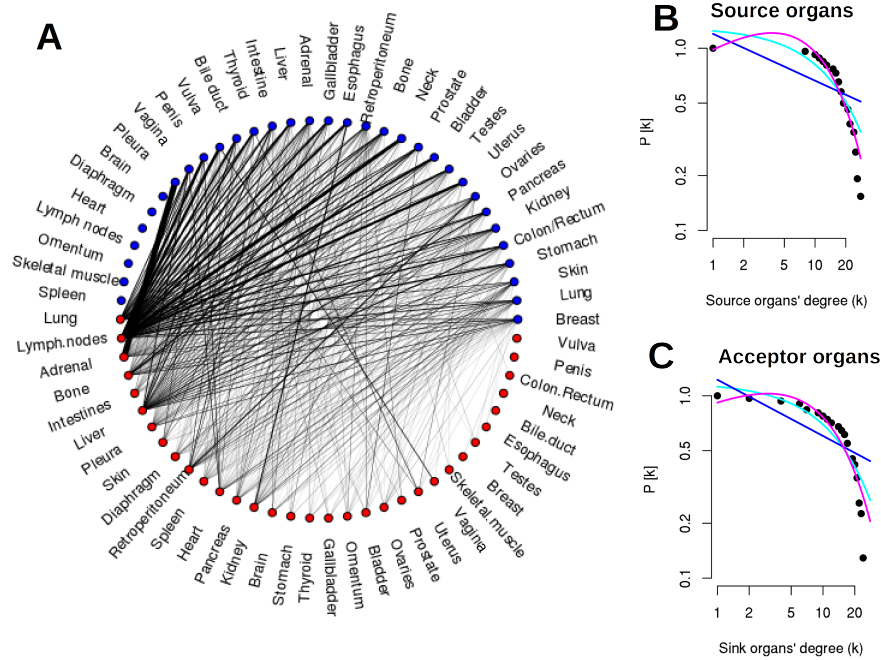 A
Spleen
Skeletal muscle
Omentum
Lymph nodes
Heart
Diaphragm
Brain
Pleura
Vagina
Penis
Vulva
Bile duct
Thyroid
Intestine
Liver
Adrenal
Gallbladder
Esophagus
Retroperitoneum
Bone
Neck
Prostate
Bladder
Testes
Uterus
Ovaries
Pancreas
Kidney
Colon/Rectum
Stomach
Skin
Lung
Breast
Lung
Lymph.nodes
Adrenal
Bone
Intestines
Liver
Pleura
Skin
Diaphragm
Retroperitoneum
Spleen
Heart
Pancreas
Kidney
Brain
Stomach
Thyroid
Gallbladder
Omentum
Bladder
Ovaries
Prostate
Uterus
Vagina
Skeletal.muscle
Breast
Testes
Esophagus
Bile.duct
Neck
Colon.Rectum
Penis
Vulva
B
Source organs
P [k]
1.0
0.5
0.2
0.1
1 2 5 10 20
Source organs' degree (k)
C
Acceptor organs
P [k]
1.0
0.5
0.2
0.1
1 2 5 10 20
Sink organs' degree (k)